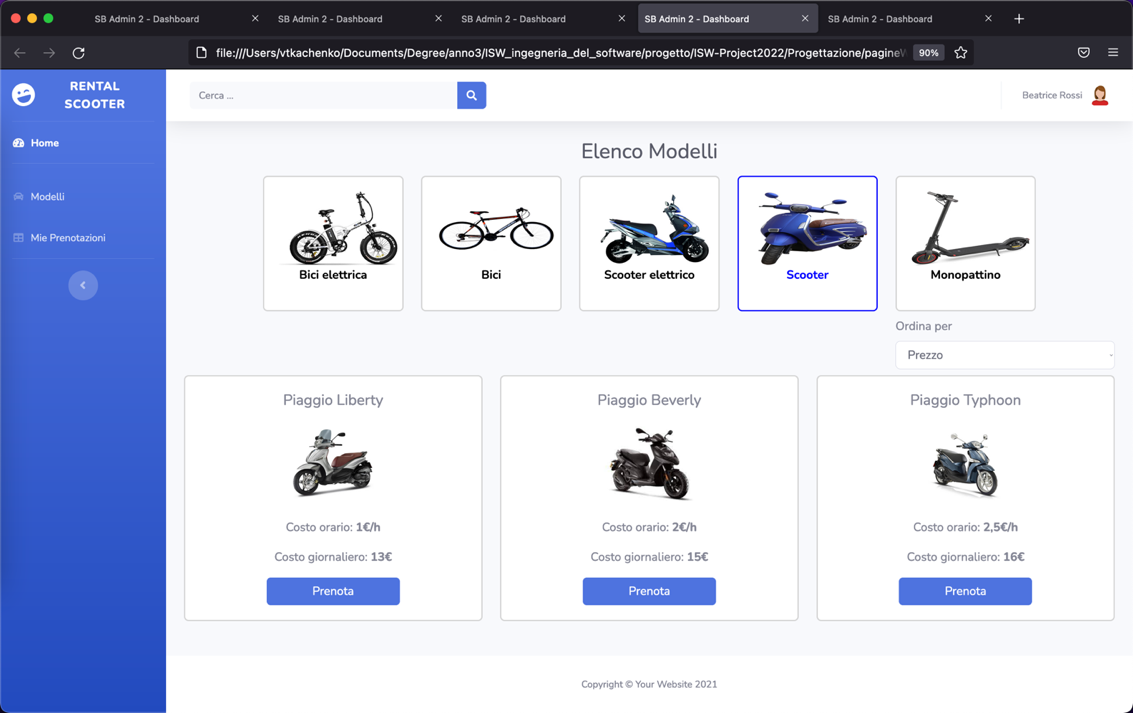 SB Admin 2 - Dashboard
SB Admin 2 - Dashboard
SB Admin 2 - Dashboard
SB Admin 2 - Dashboard
SB Admin 2 - Dashboard
file:///Users/vtkachenko/Documents/Degree/anno3/ISW_ingegneria_del_software/progetto/ISW-Project2022/Progettazione/pagine
90%
RENTAL
SCOOTER
Cerca ...
Beatrice Rossi
Home
Modelli
Mie Prenotazioni
Elenco Modelli
Bici elettrica
Bici
Scooter elettrico
Scooter
Monopattino
Ordina per
Prezzo
Piaggio Liberty
Costo orario: 1€/h
Costo giornaliero: 13€
Prenota
Piaggio Beverly
Costo orario: 2€/h
Costo giornaliero: 15€
Prenota
Piaggio Typhoon
Costo orario: 2,5€/h
Costo giornaliero: 16€
Prenota
Copyright © Your Website 2021